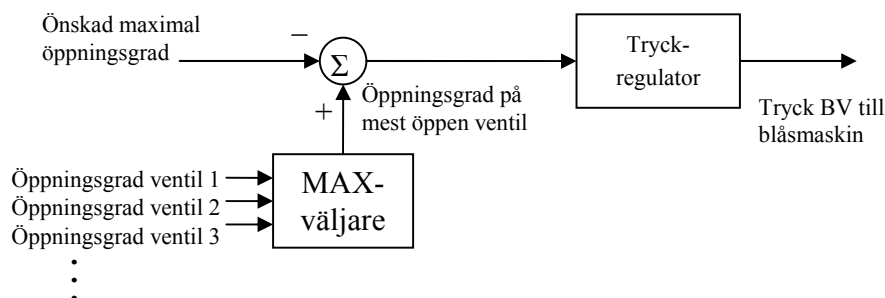 Önskad maximal
öppningsgrad
−
Σ
+
Öppningsgrad på
mest öppen ventil
Tryck-
regulator
Tryck BV till
blåsmaskin
Öppningsgrad ventil 1
Öppningsgrad ventil 2
Öppningsgrad ventil 3
MAX-
väljare